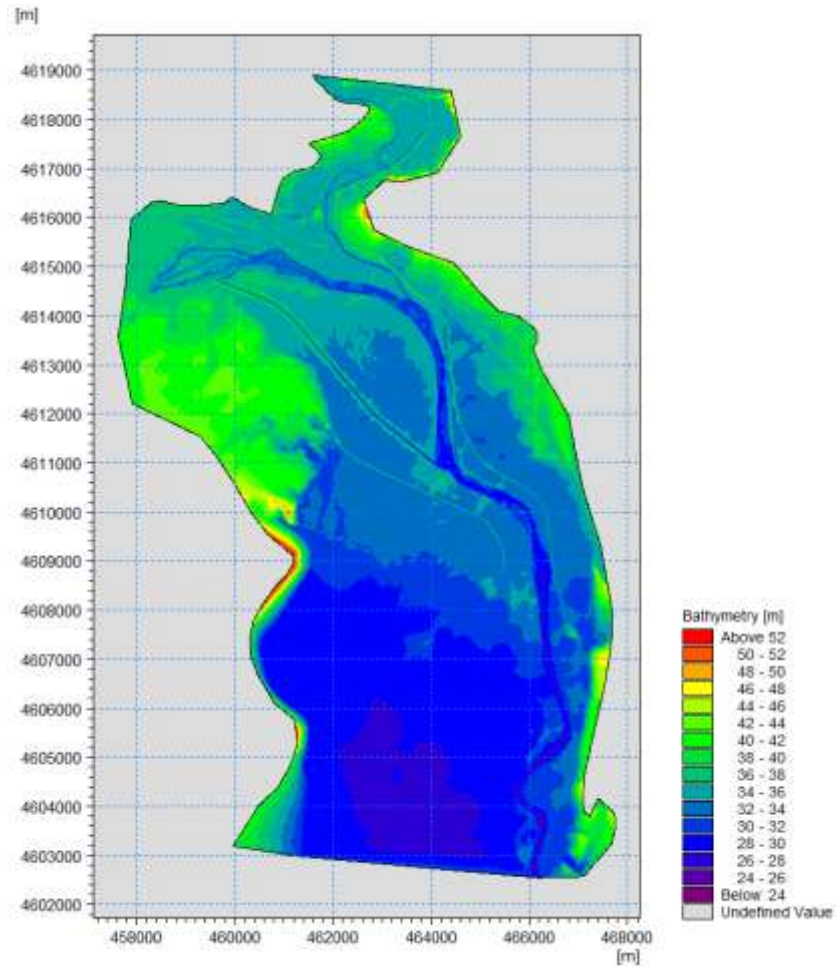 [m]
4619000
4618000
4617000
4616000
4615000
4614000
4613000
4612000
4611000
4610000
4609000
4608000
4607000
4606000
4605000
4604000
4603000
4602000
458000 460000 462000 464000 466000 468000
[m]
Bathymetry [m]
Above 52
50 - 52
48 - 50
46 - 48
44 - 46
42 - 44
40 - 42
38 - 40
36 - 38
34 - 36
32 - 34
30 - 32
28 - 30
26 - 28
24 - 26
Below 24
Undefined Value